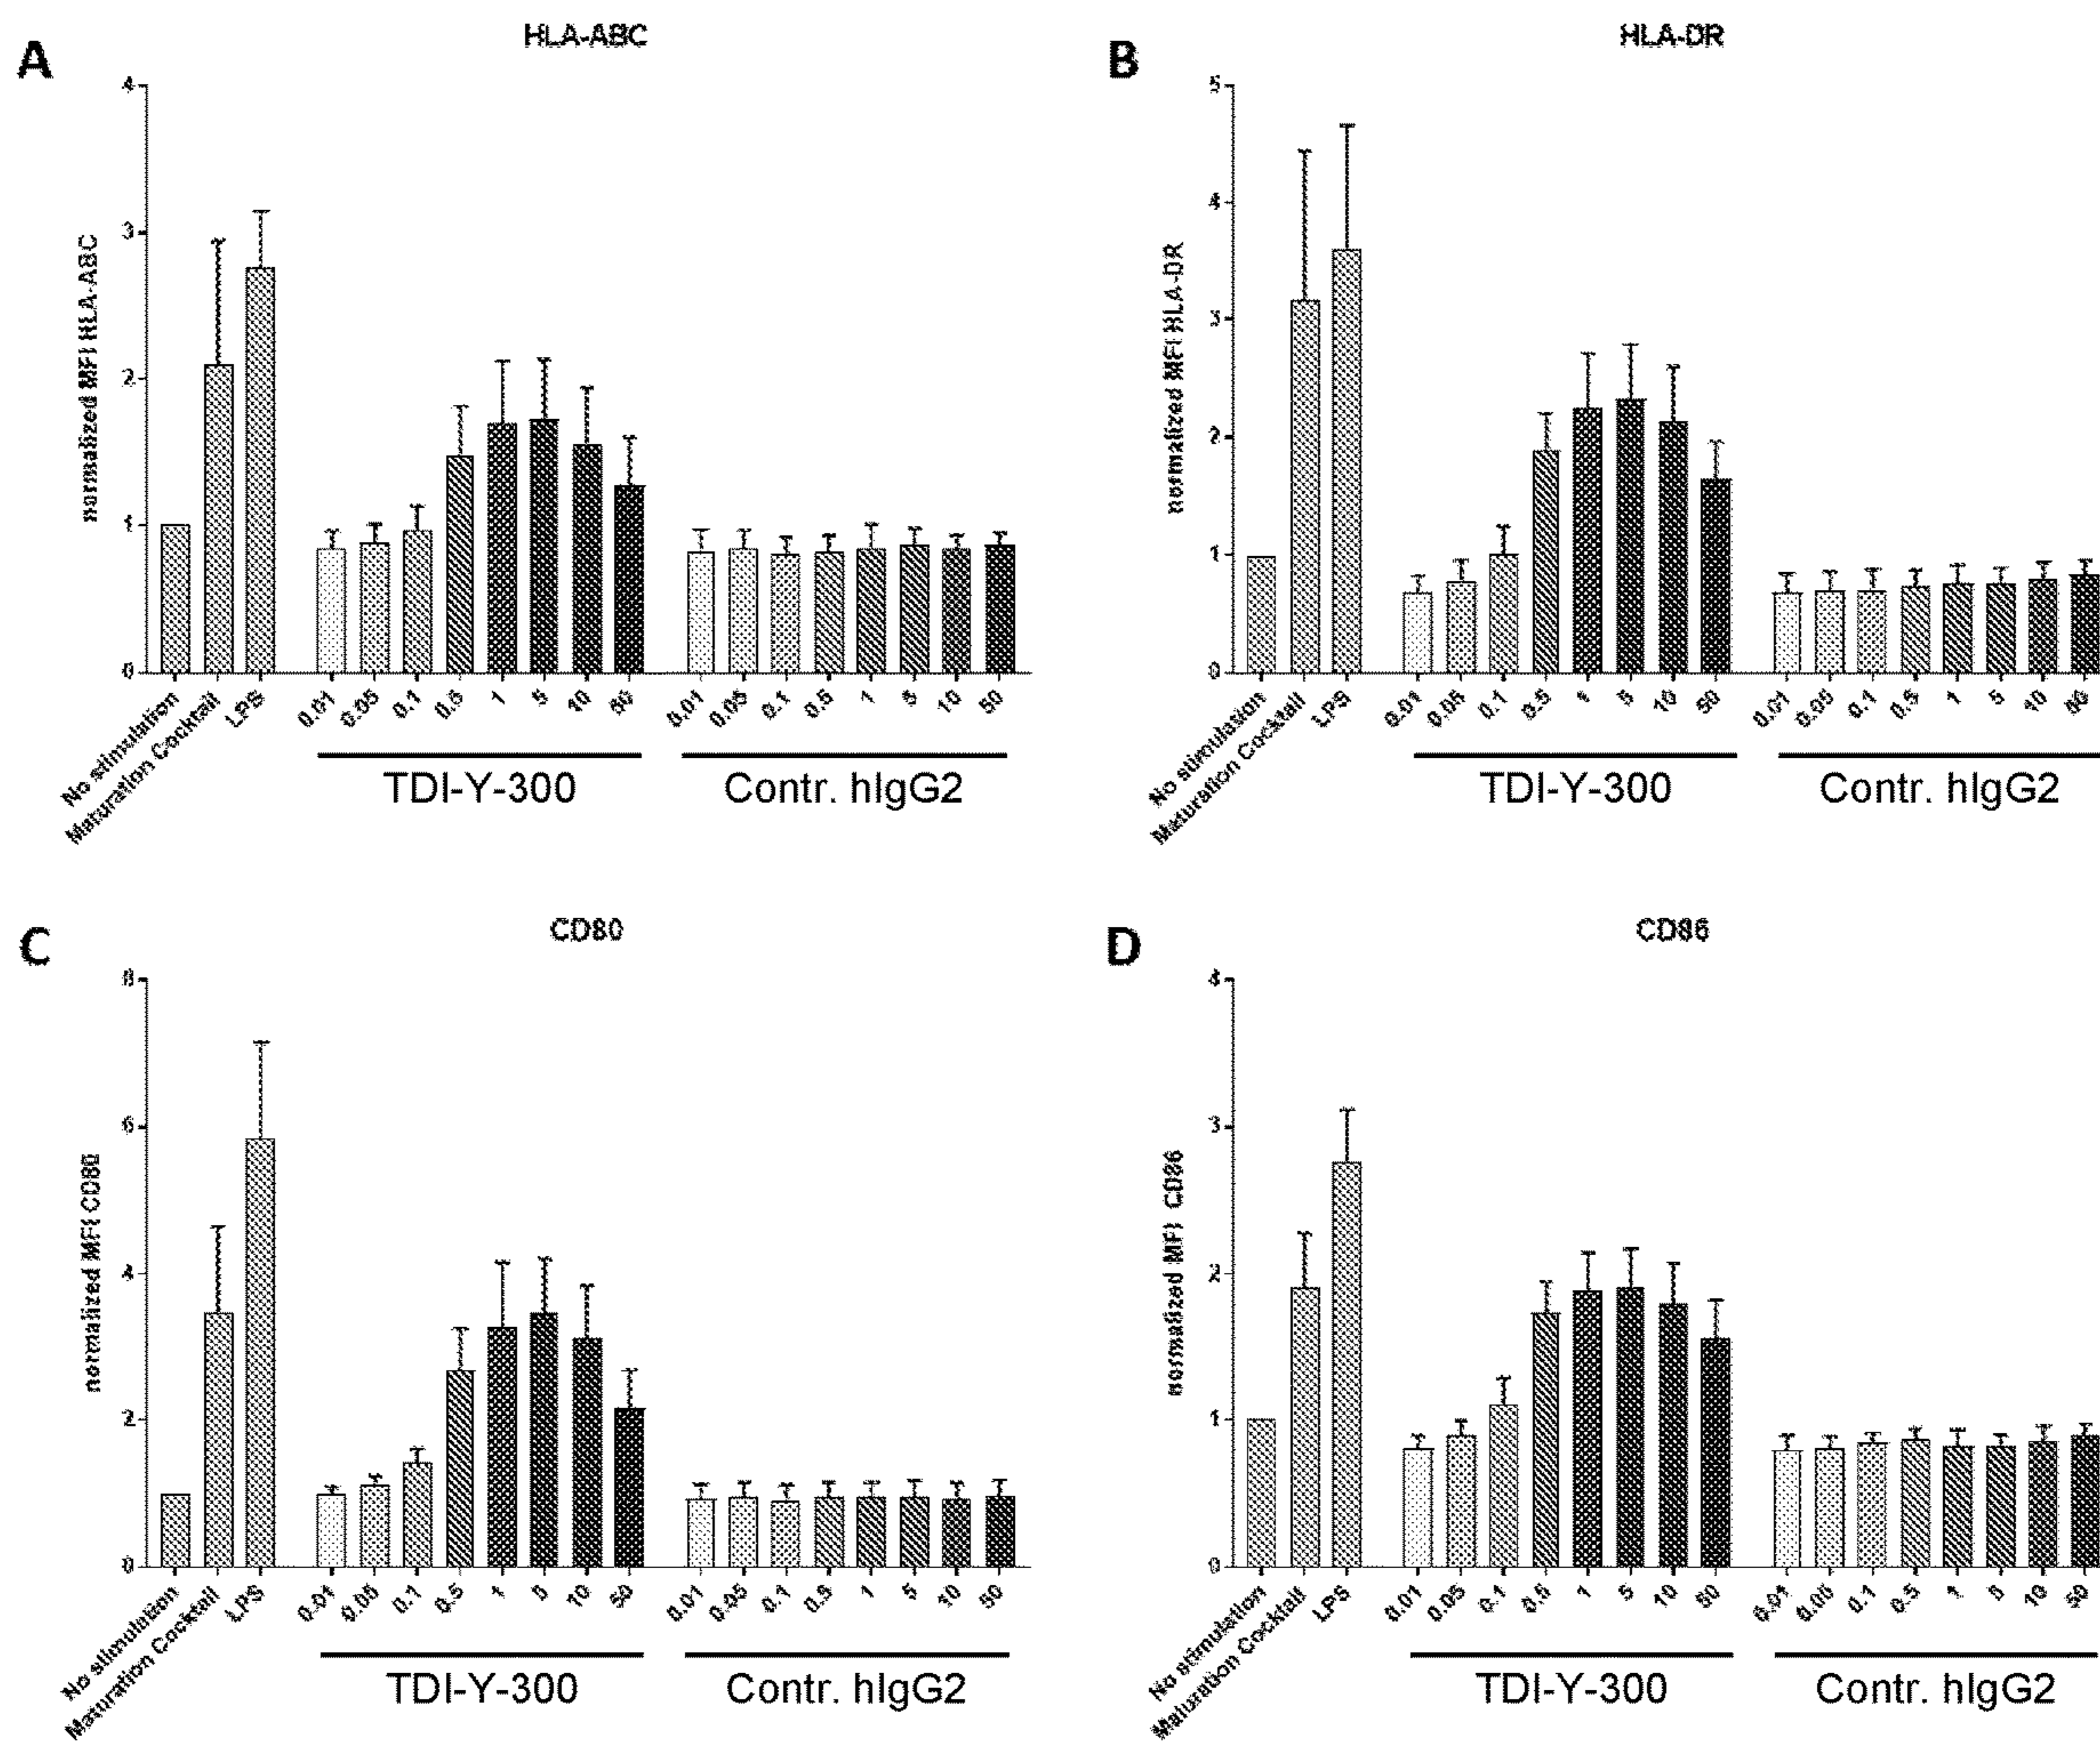 A
HLA-ABC
normalized MFI HLA-ABC
4
3
2
1
0
No stimulation
Maturation Cocktail
LPS
0.01 0.05 0.1 0.5 1 5 10 50
0.01 0.05 0.1 0.5 1 5 10 50
TDI-Y-300
Contr. hIgG2
B
HLA-DR
normalized MFI HLA-DR
5
4
3
2
1
0
No stimulation
Maturation Cocktail
LPS
0.01 0.05 0.1 0.5 1 5 10 50
0.01 0.05 0.1 0.5 1 5 10 50
TDI-Y-300
Contr. hIgG2
C
CD80
normalized MFI CD80
8
6
4
2
0
No stimulation
Maturation Cocktail
LPS
0.01 0.05 0.1 0.5 1 5 10 50
0.01 0.05 0.1 0.5 1 5 10 50
TDI-Y-300
Contr. hIgG2
D
CD86
normalized MFI CD86
4
3
2
1
0
No stimulation
Maturation Cocktail
LPS
0.01 0.05 0.1 0.5 1 5 10 50
0.01 0.05 0.1 0.5 1 5 10 50
TDI-Y-300
Contr. hIgG2